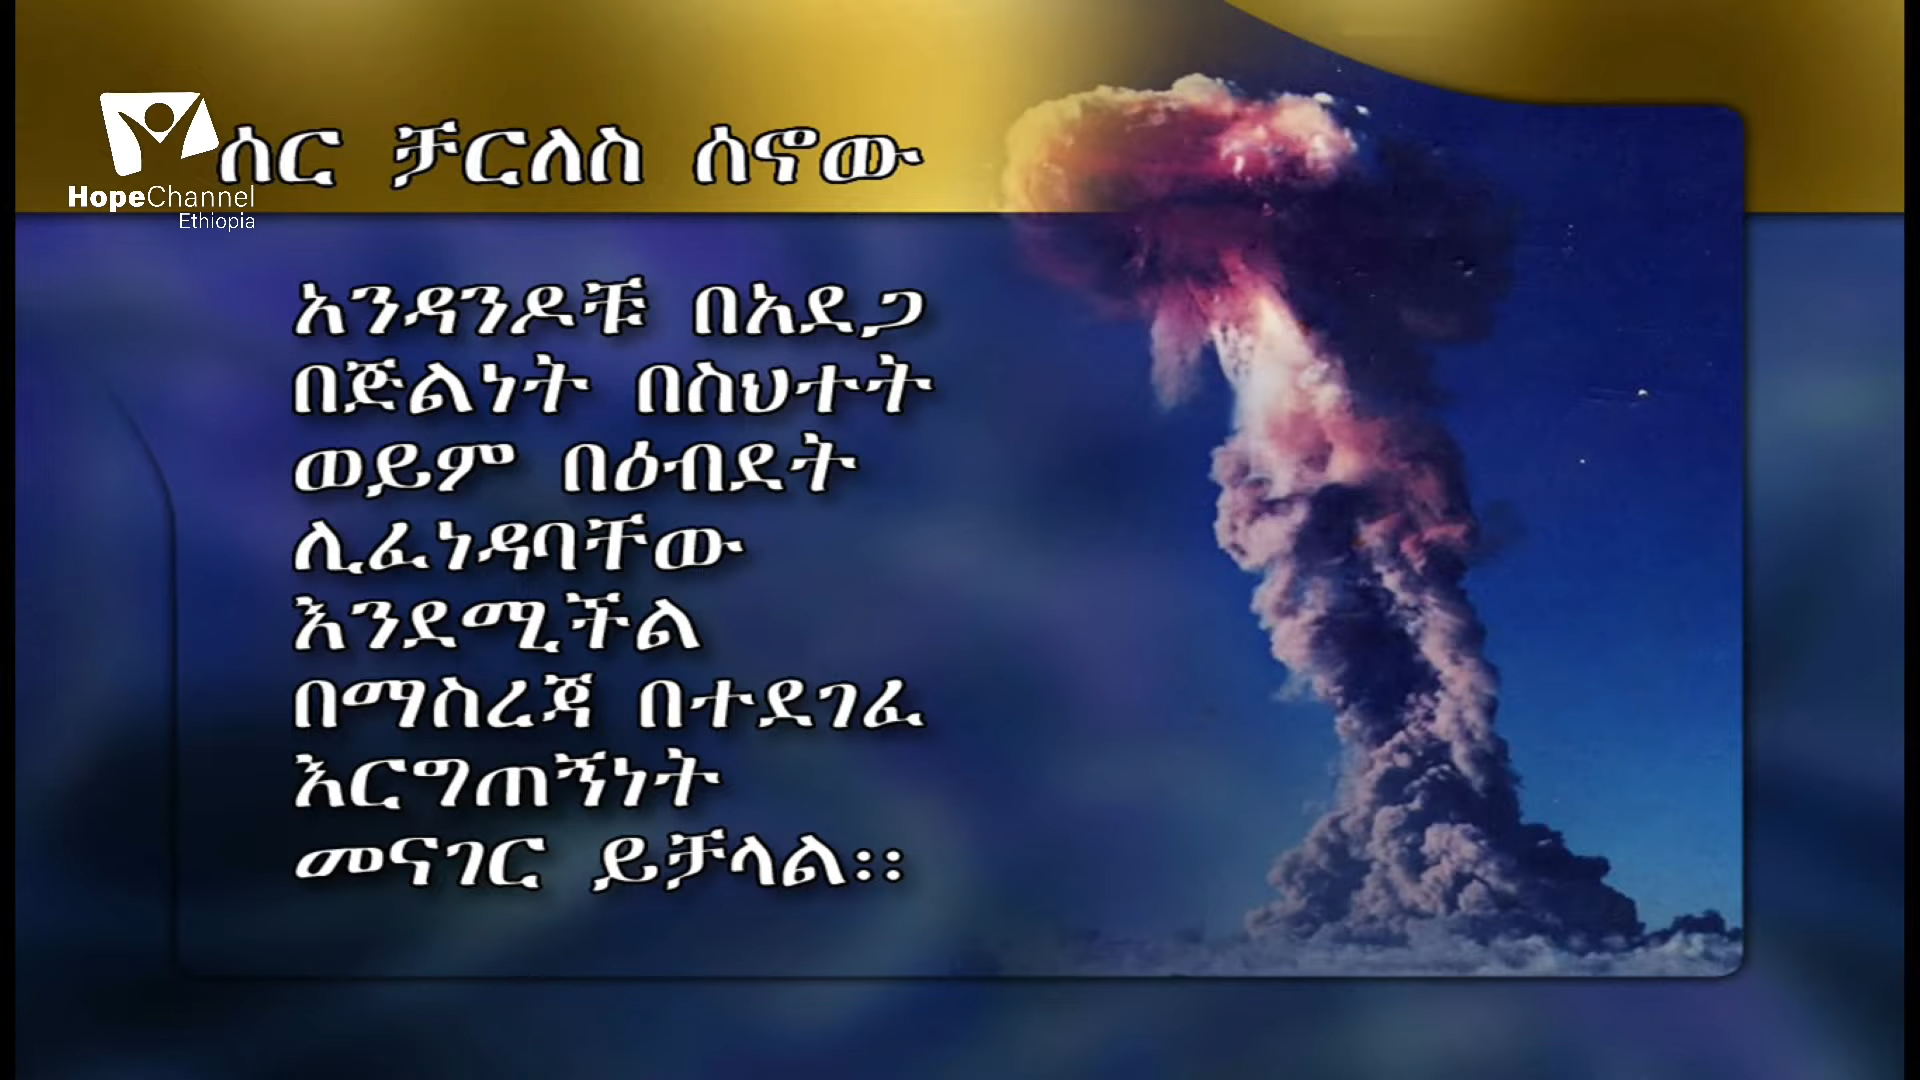 ሰር ቻርለስ ሰኖው
HopeChannel
Ethiopia
አንዳንዶቹ በአደጋ
በጅልነት በስህተት
ወይም በዕብደት
ሊፈነዳባቸው
እንደሚችል
በማስረጃ በተደገፈ
እርግጠኝነት
መናገር ይቻላል፡፡